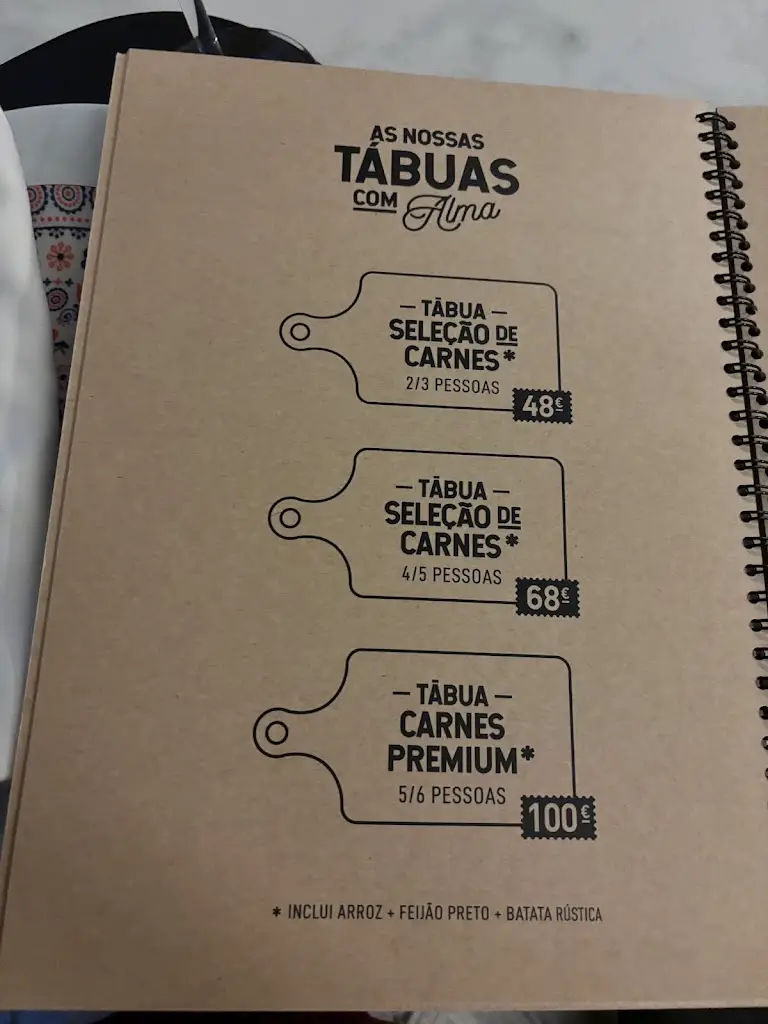 AS NOSSAS
TÁBUAS
COM Alma
— TÁBUA —
SELEÇÃO DE
CARNES*
2/3 PESSOAS
48€
— TÁBUA —
SELEÇÃO DE
CARNES*
4/5 PESSOAS
68€
— TÁBUA —
CARNES
PREMIUM*
5/6 PESSOAS
100€
* INCLUI ARROZ + FEIJÃO PRETO + BATATA RÚSTICA